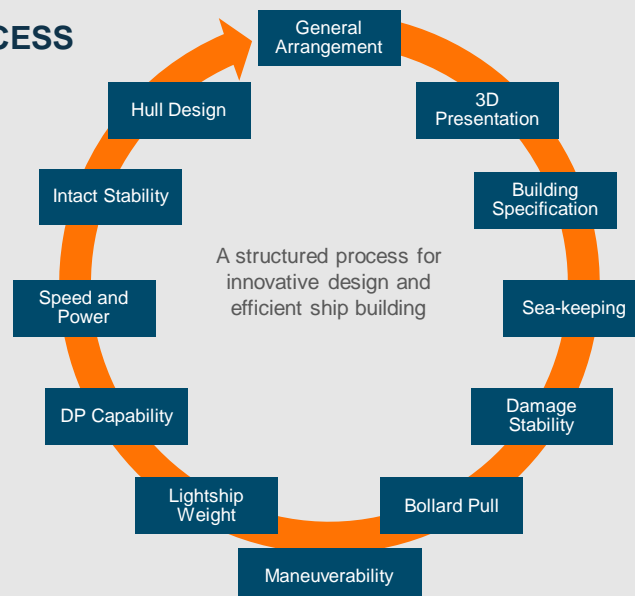 CESS
General
Arrangement
3D
Presentation
Building
Specification
Sea-keeping
Damage
Stability
Bollard Pull
Maneuverability
Lightship
Weight
DP Capability
Speed and
Power
Intact Stability
Hull Design
A structured process for
innovative design and
efficient ship building